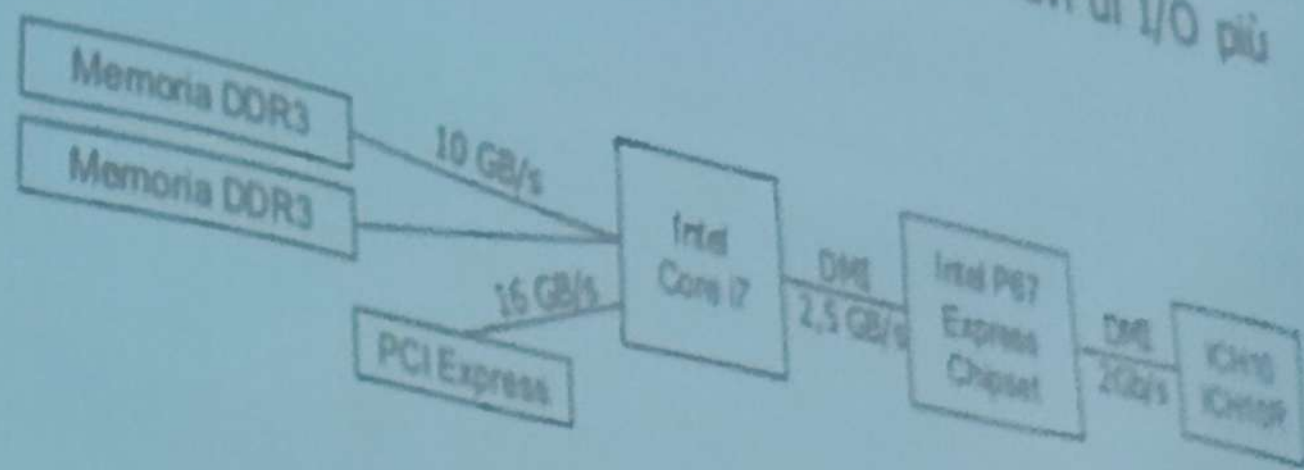 di I/O più
Memoria DDR3
10 GB/s
Memoria DDR3
Intel
Core i7
16 GB/s
PCI Express
DMI
2,5 GB/s
Intel P67
Express
Chipset
DMI
2Gb/s
ICH10
ICH10R